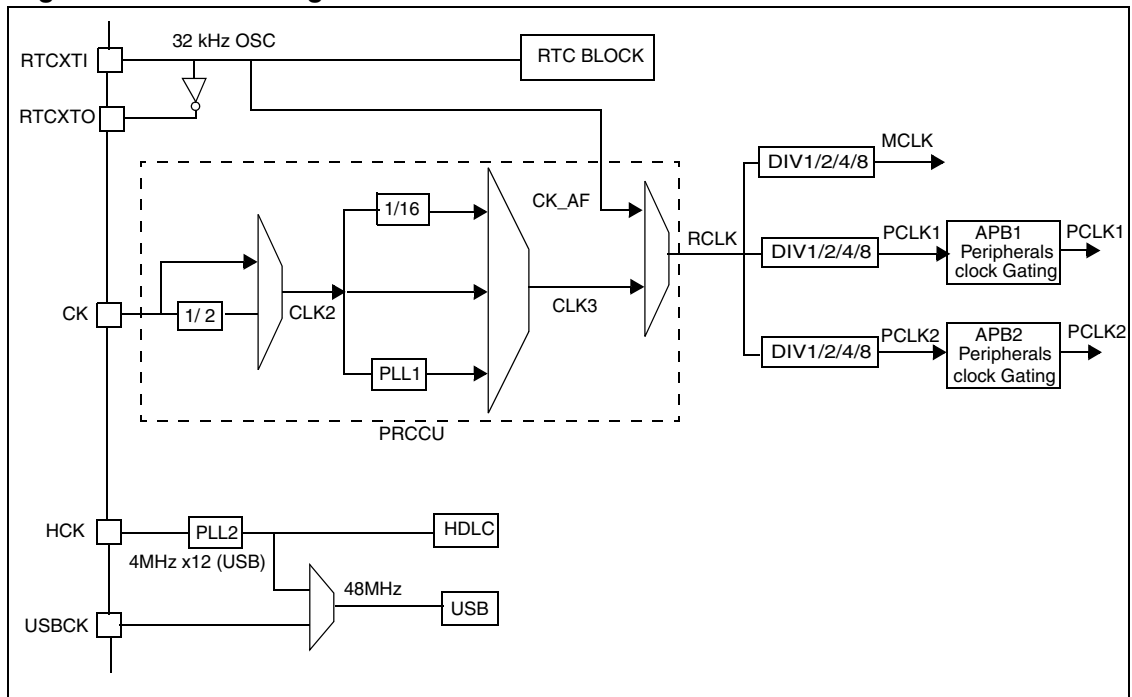 32 kHz OSC
RTCXTI
RTC BLOCK
RTCXTO
MCLK
DIV1/2/4/8
1/16
CK_AF
RCLK
PCLK1
APB1
Peripherals
clock Gating
PCLK1
DIV1/2/4/8
CK
1/ 2
CLK2
CLK3
PCLK2
APB2
Peripherals
clock Gating
PCLK2
DIV1/2/4/8
PLL1
PRCCU
HCK
PLL2
HDLC
4MHz x12 (USB)
48MHz
USB
USBCK